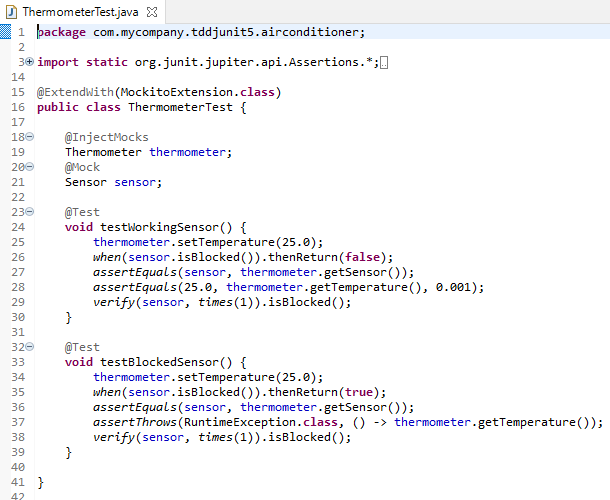 ThermometerTest.java
1 package com.mycompany.tddjunit5.airconditioner;
2
3 import static org.junit.jupiter.api.Assertions.*;
14
15 @ExtendWith(MockitoExtension.class)
16 public class ThermometerTest {
17
18 @InjectMocks
19 Thermometer thermometer;
20 @Mock
21 Sensor sensor;
22
23 @Test
24 void testWorkingSensor() {
25 thermometer.setTemperature(25.0);
26 when(sensor.isBlocked()).thenReturn(false);
27 assertEquals(sensor, thermometer.getSensor());
28 assertEquals(25.0, thermometer.getTemperature(), 0.001);
29 verify(sensor, times(1)).isBlocked();
30 }
31
32 @Test
33 void testBlockedSensor() {
34 thermometer.setTemperature(25.0);
35 when(sensor.isBlocked()).thenReturn(true);
36 assertEquals(sensor, thermometer.getSensor());
37 assertThrows(RuntimeException.class, () -> thermometer.getTemperature());
38 verify(sensor, times(1)).isBlocked();
39 }
40
41 }
42